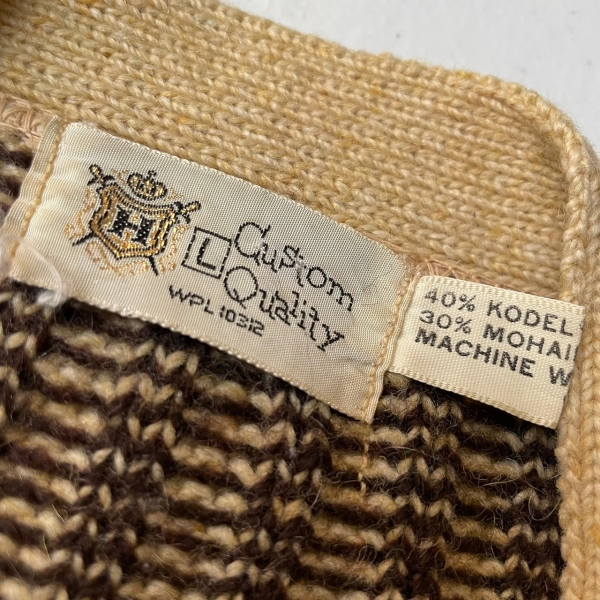 H
L Custom
Quality
WPL 10312
40% KODEL
30% MOHAI
MACHINE W